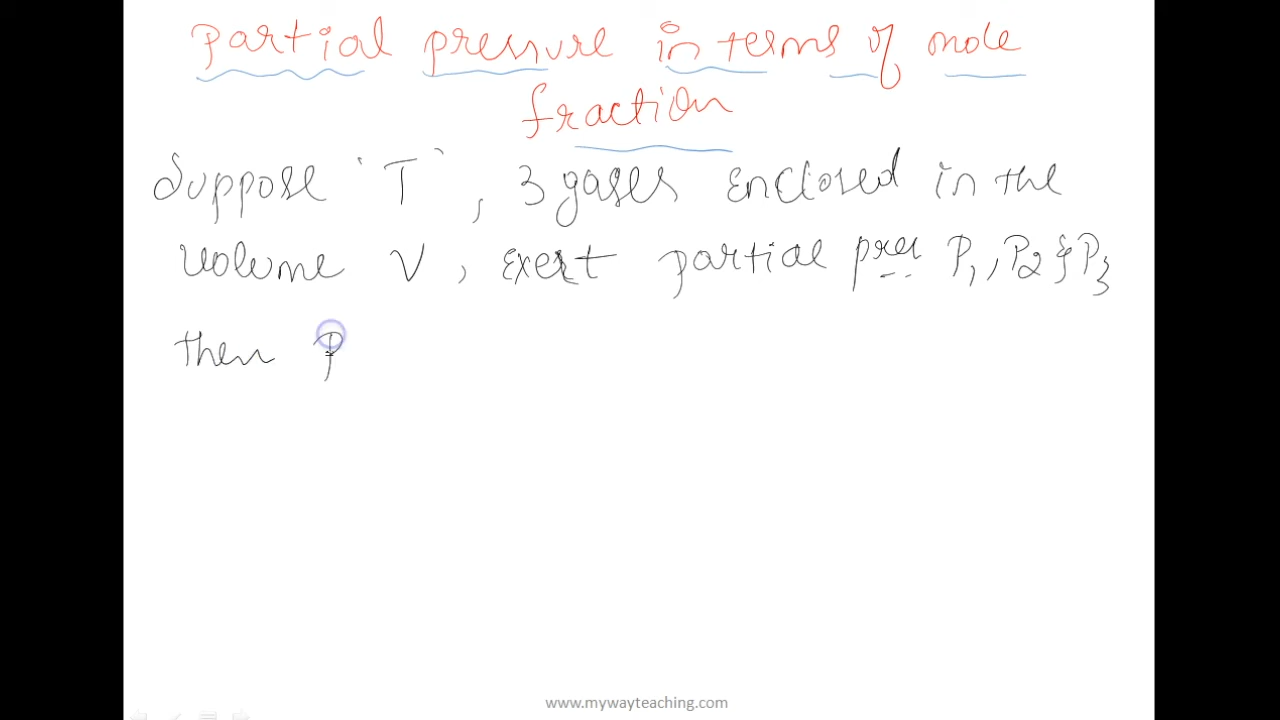 Partial pressure in terms of mole
fraction
Suppose 'T', 3 gases enclosed in the
volume V, exert partial pres P1, P2 & P3
then P
www.mywayteaching.com